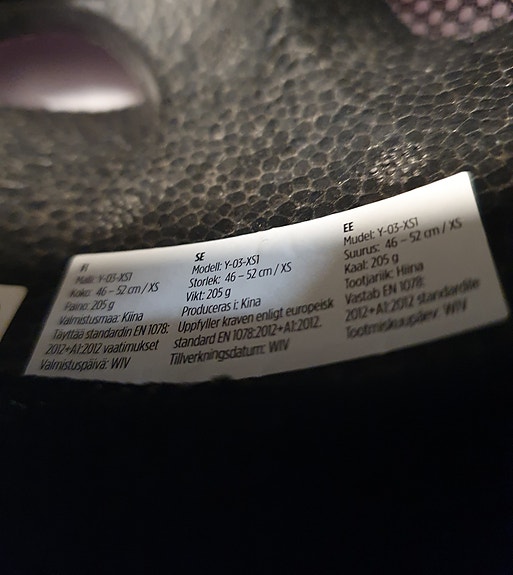 FI
Malli: Y-03-XS1
Koko: 46 – 52 cm / XS
Paino: 205 g
Valmistusmaa: Kiina
Täyttää standardin EN 1078:
2012+A1:2012 vaatimukset
Valmistuspäivä: WIV
SE
Modell: Y-03-XS1
Storlek: 46 – 52 cm / XS
Vikt: 205 g
Produceras i: Kina
Uppfyller kraven enligt europeisk
standard EN 1078:2012+A1:2012.
Tillverkningsdatum: WIV
EE
Mudel: Y-03-XS1
Suurus: 46 – 52 cm / XS
Kaal: 205 g
Tootjariik: Hiina
Vastab EN 1078:
2012+A1:2012 standardile
Tootmiskuupäev: WIV